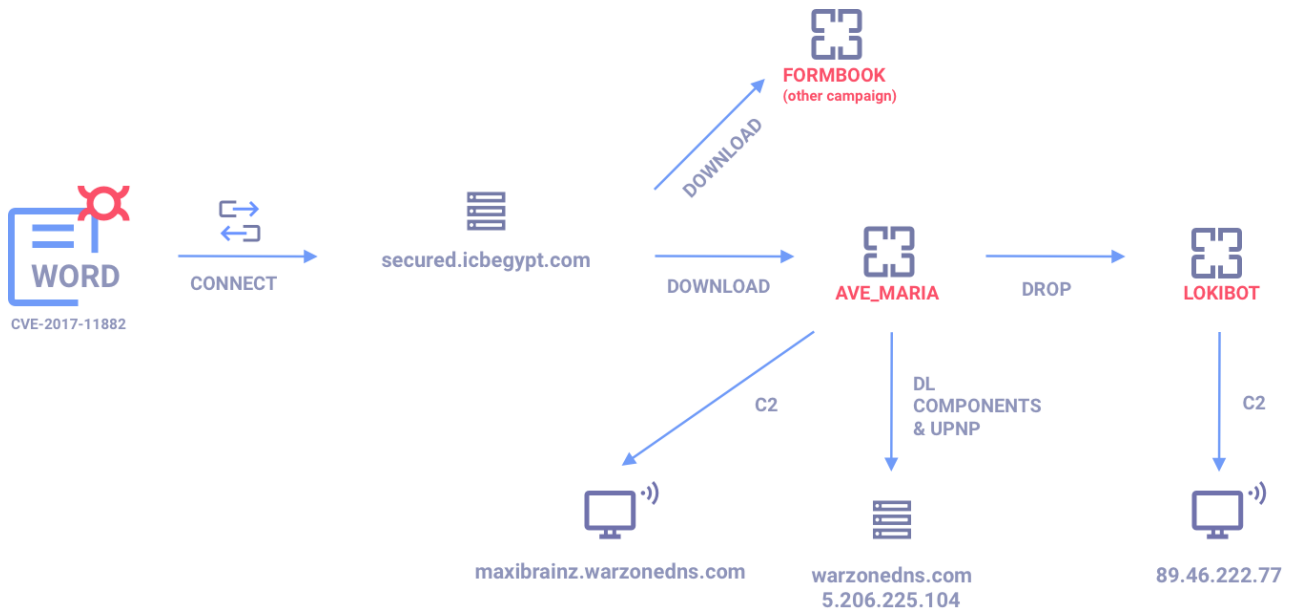 FORMBOOK
(other campaign)
DOWNLOAD
WORD
CVE-2017-11882
CONNECT
secured.icbegypt.com
DOWNLOAD
AVE_MARIA
DROP
LOKIBOT
C2
DL
COMPONENTS
& UPNP
C2
maxibrainz.warzonedns.com
warzonedns.com
5.206.225.104
89.46.222.77